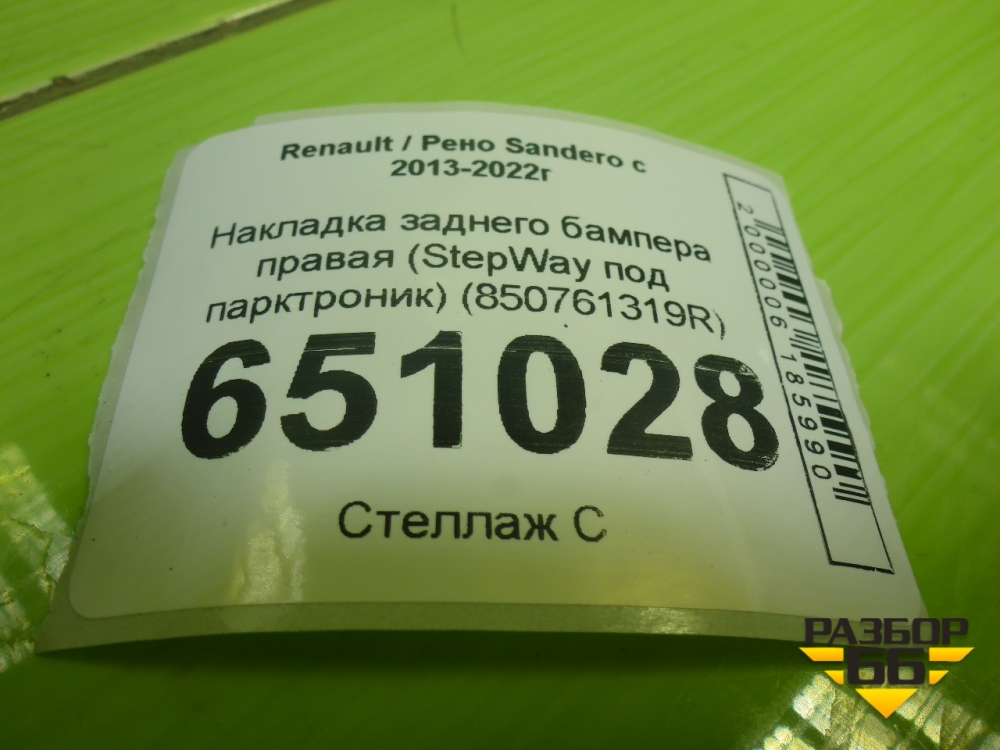 Renault / Рено Sandero с
2013-2022г
Накладка заднего бампера
правая (StepWay под
парктроник) (850761319R)
651028
Стеллаж С
2000006185990
РАЗБОР
66